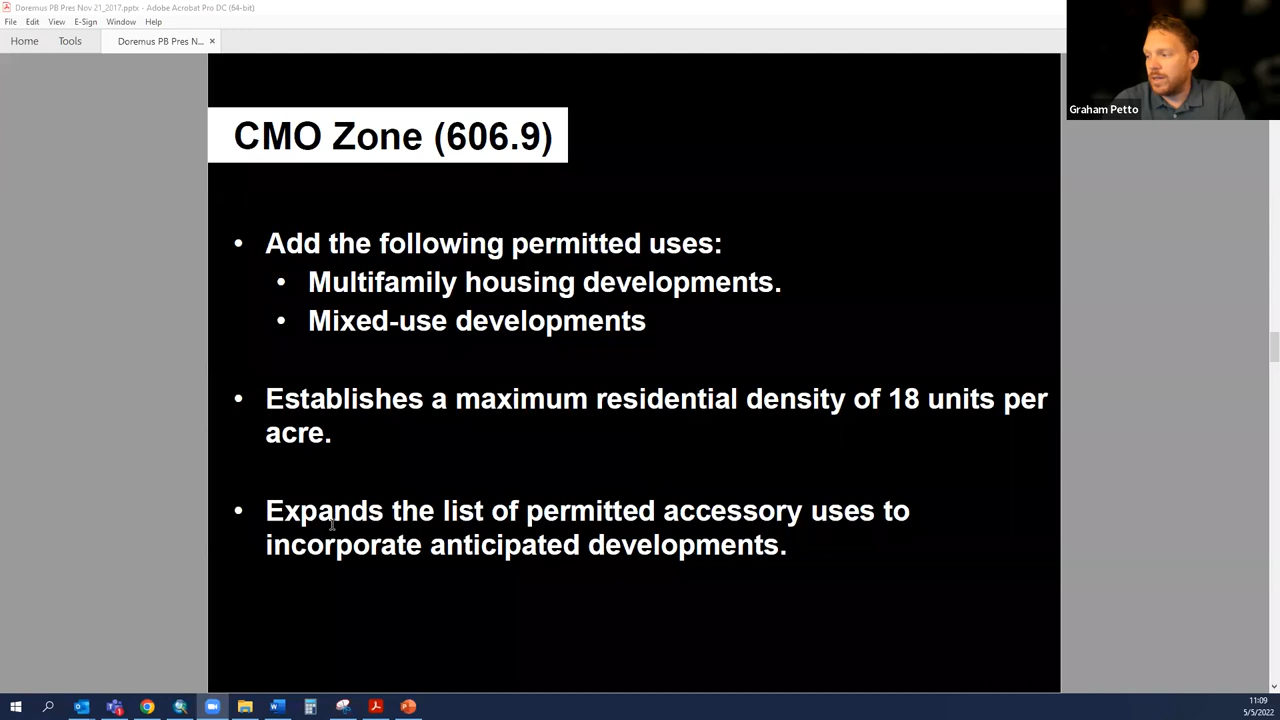 Doremus PB Pres Nov 21_2017.pptx - Adobe Acrobat Pro DC (64-bit)
File Edit View E-Sign Window Help
Home Tools Doremus PB Pres N... ×
Graham Petto
CMO Zone (606.9)
• Add the following permitted uses:
• Multifamily housing developments.
• Mixed-use developments
• Establishes a maximum residential density of 18 units per
acre.
• Expands the list of permitted accessory uses to
incorporate anticipated developments.
11:09
5/5/2022